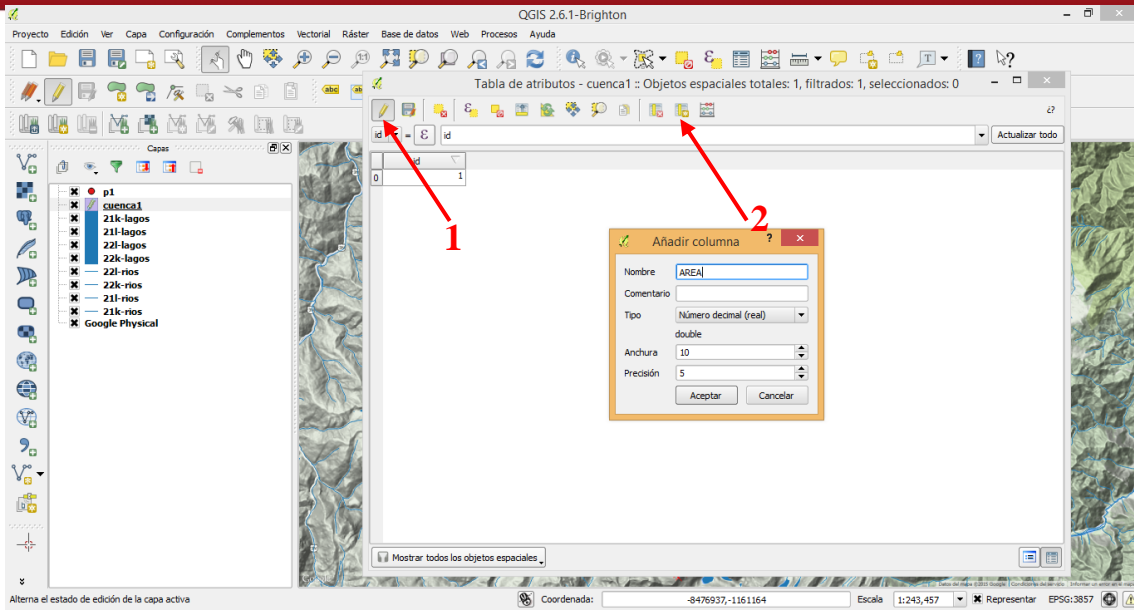 QGIS 2.6.1-Brighton
Proyecto Edición Ver Capa Configuración Complementos Vectorial Ráster Base de datos Web Procesos Ayuda
Tabla de atributos - cuenca1 :: Objetos espaciales totales: 1, filtrados: 1, seleccionados: 0
abc
id = ε id Actualizar todo
Capas
id
0 1
p1
cuenca1
21k-lagos
21l-lagos
22l-lagos
22k-lagos
22l-rios
22k-rios
21l-rios
21k-rios
Google Physical
1
2
Añadir columna ? ×
Nombre AREA
Comentario
Tipo Número decimal (real)
double
Anchura 10
Precisión 5
Aceptar Cancelar
Mostrar todos los objetos espaciales
Alterna el estado de edición de la capa activa Coordenada: -8476937,-1161164 Escala 1:243,457 Representar EPSG:3857